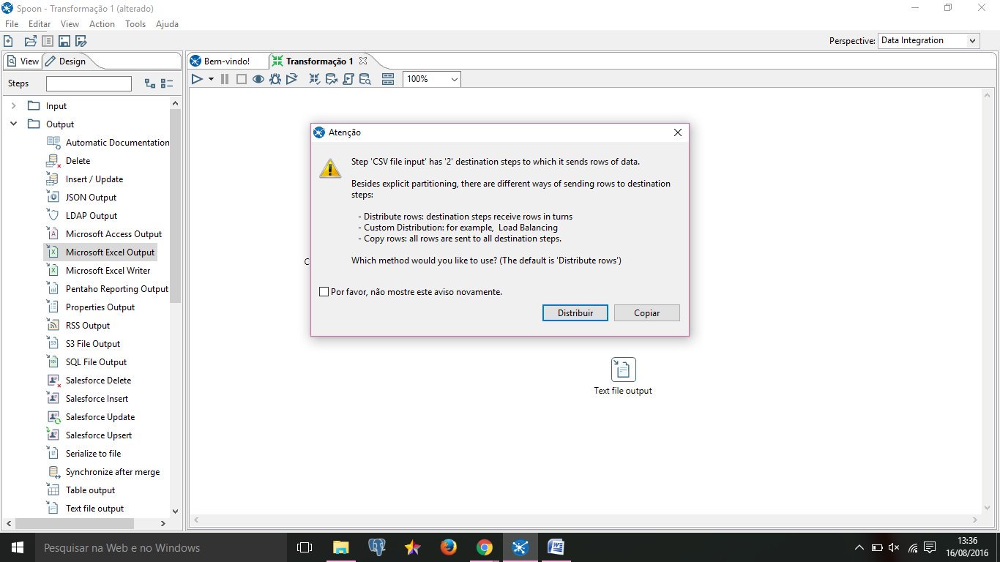 Spoon - Transformação 1 (alterado)
File Editar View Action Tools Ajuda
Perspective: Data Integration
View Design
Bem-vindo! Transformação 1
Steps
100%
Input
Output
Automatic Documentation
Delete
Insert / Update
JSON Output
LDAP Output
Microsoft Access Output
Microsoft Excel Output
Microsoft Excel Writer
Pentaho Reporting Output
Properties Output
RSS Output
S3 File Output
SQL File Output
Salesforce Delete
Salesforce Insert
Salesforce Update
Salesforce Upsert
Serialize to file
Synchronize after merge
Table output
Text file output
Atenção
Step 'CSV file input' has '2' destination steps to which it sends rows of data.
Besides explicit partitioning, there are different ways of sending rows to destination
steps:
- Distribute rows: destination steps receive rows in turns
- Custom Distribution: for example, Load Balancing
- Copy rows: all rows are sent to all destination steps.
Which method would you like to use? (The default is 'Distribute rows')
Por favor, não mostre este aviso novamente.
Distribuir Copiar
C
Text file output
Pesquisar na Web e no Windows
13:36
16/08/2016